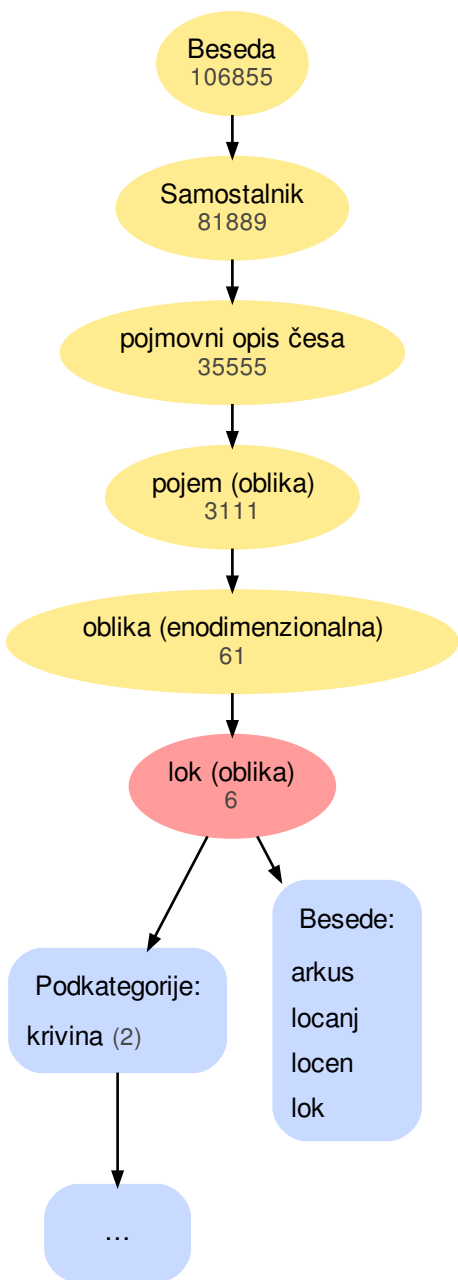 Beseda
106855
Samostalnik
81889
pojmovni opis česa
35555
pojem (oblika)
3111
oblika (enodimenzionalna)
61
lok (oblika)
6
Podkategorije:
krivina (2)
...
Besede:
arkus
locanj
locen
lok